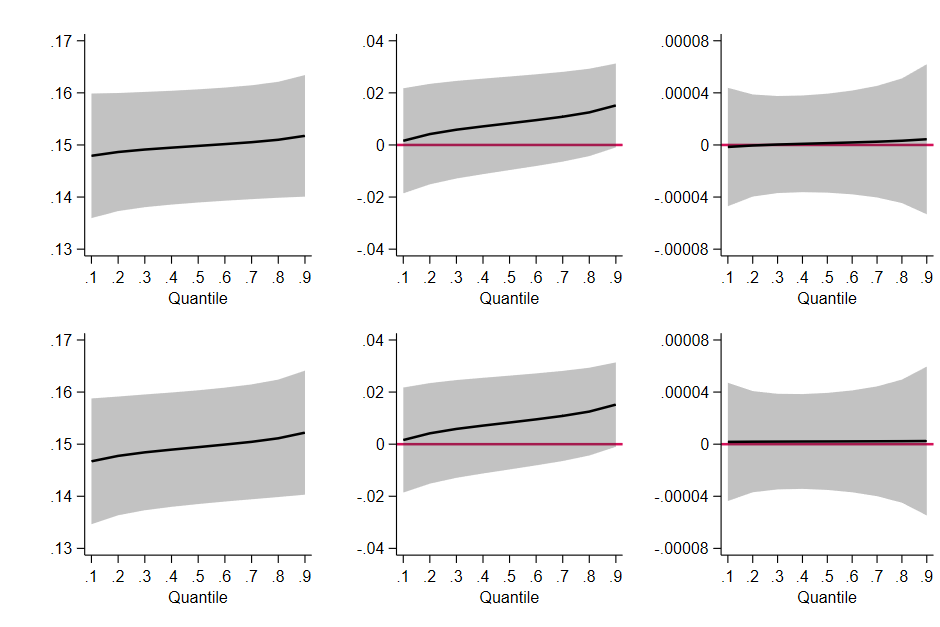 .17 .04 .00008
.16 .02 .00004
.15 0 0
.14 -.02 -.00004
.13 -.04 -.00008
.1 .2 .3 .4 .5 .6 .7 .8 .9 .1 .2 .3 .4 .5 .6 .7 .8 .9 .1 .2 .3 .4 .5 .6 .7 .8 .9
Quantile Quantile Quantile
.17 .04 .00008
.16 .02 .00004
.15 0 0
.14 -.02 -.00004
.13 -.04 -.00008
.1 .2 .3 .4 .5 .6 .7 .8 .9 .1 .2 .3 .4 .5 .6 .7 .8 .9 .1 .2 .3 .4 .5 .6 .7 .8 .9
Quantile Quantile Quantile